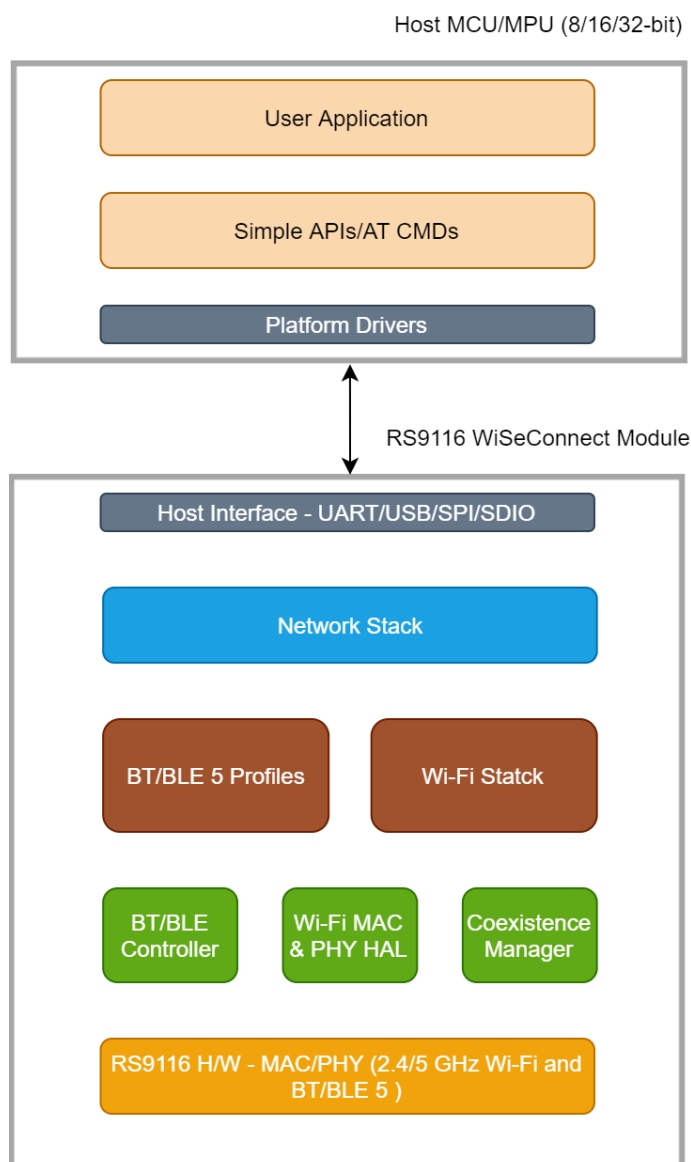 Host MCU/MPU (8/16/32-bit)
User Application
Simple APIs/AT CMDs
Platform Drivers
RS9116 WiSeConnect Module
Host Interface - UART/USB/SPI/SDIO
Network Stack
BT/BLE 5 Profiles
Wi-Fi Statck
BT/BLE
Controller
Wi-Fi MAC
& PHY HAL
Coexistence
Manager
RS9116 H/W - MAC/PHY (2.4/5 GHz Wi-Fi and
BT/BLE 5 )